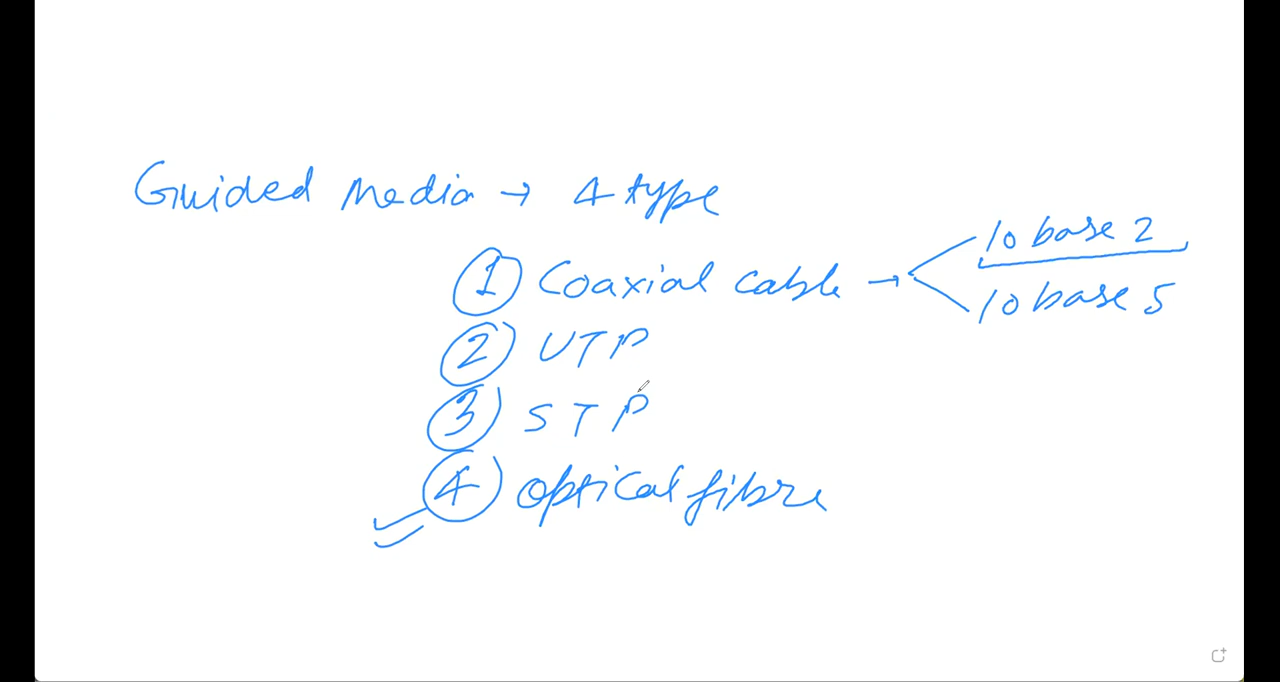 Guided Media → 4 type
① Coaxial cable → 10 base 2
10 base 5
② UTP
③ STP
④ optical fibre